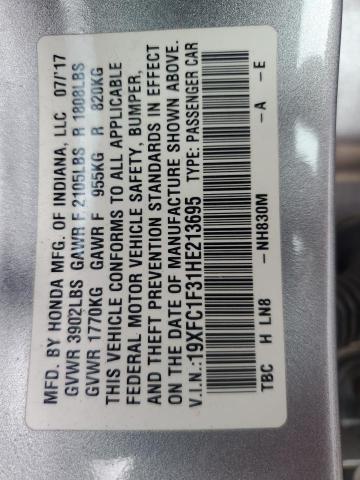 MFD. BY HONDA MFG. OF INDIANA, LLC 07/'17
GVWR 3902LBS GAWR F 2105LBS R 1808LBS
GVWR 1770KG GAWR F 955KG R 820KG
THIS VEHICLE CONFORMS TO ALL APPLICABLE
FEDERAL MOTOR VEHICLE SAFETY, BUMPER,
AND THEFT PREVENTION STANDARDS IN EFFECT
ON THE DATE OF MANUFACTURE SHOWN ABOVE.
V.I.N.: 19XFC1F31HE213695 TYPE: PASSENGER CAR
TBC H LN8 -NH830M -A -E